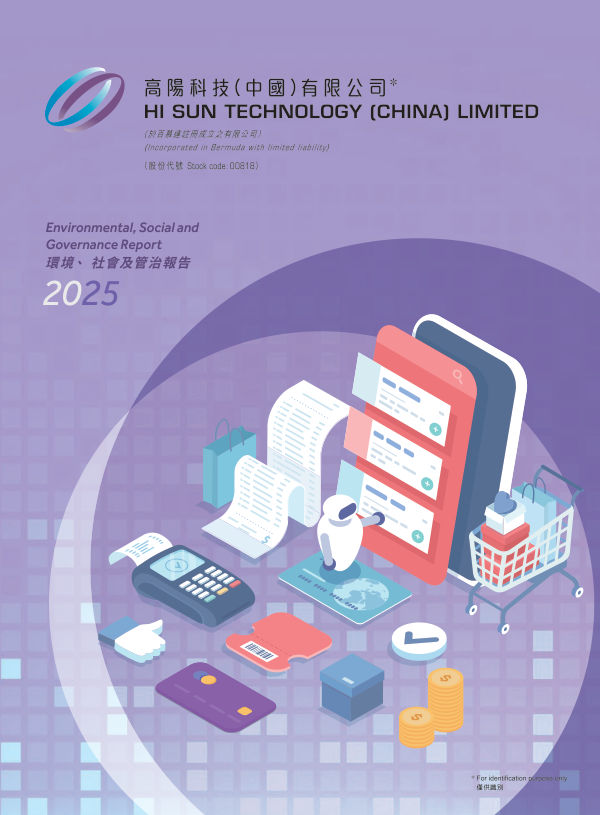 高陽科技(中國)有限公司*
HI SUN TECHNOLOGY (CHINA) LIMITED
(於百慕達註冊成立之有限公司)
(Incorporated in Bermuda with limited liability)
(股份代號 Stock code: 00818)
Environmental, Social and
Governance Report
環境、社會及管治報告
2025
* For identification purpose only
僅供識別